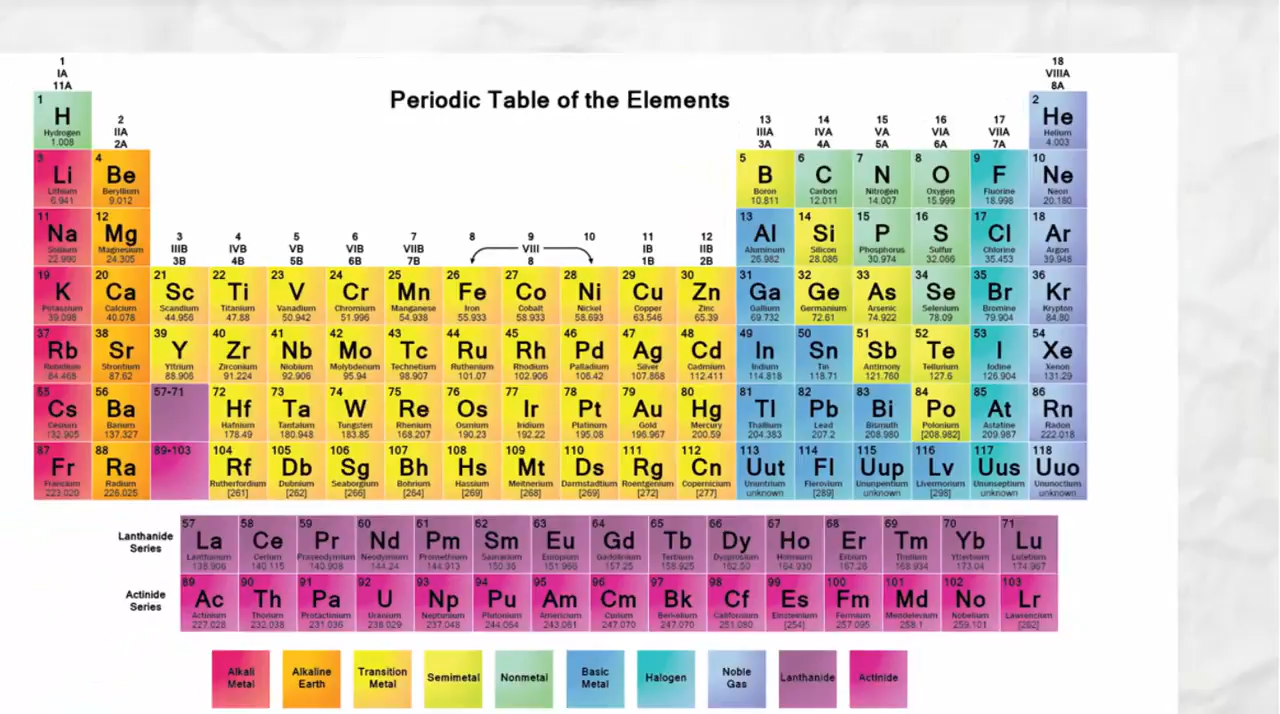 1 18
IA VIIIA
11A 8A
Periodic Table of the Elements
1 2
H He
Hydrogen Helium
1.008 4.003
2 13 14 15 16 17
IIA IIIA IVA VA VIA VIIA
2A 3A 4A 5A 6A 7A
3 4 5 6 7 8 9 10
Li Be B C N O F Ne
Lithium Beryllium Boron Carbon Nitrogen Oxygen Fluorine Neon
6.941 9.012 10.811 12.011 14.007 15.999 18.998 20.180
11 12 13 14 15 16 17 18
Na Mg Al Si P S Cl Ar
Sodium Magnesium Aluminum Silicon Phosphorus Sulfur Chlorine Argon
22.990 24.305 26.982 28.086 30.974 32.066 35.453 39.948
3 4 5 6 7 8 9 10 11 12
IIIB IVB VB VIB VIIB VIII IB IIB
3B 4B 5B 6B 7B 8 1B 2B
19 20 21 22 23 24 25 26 27 28 29 30 31 32 33 34 35 36
K Ca Sc Ti V Cr Mn Fe Co Ni Cu Zn Ga Ge As Se Br Kr
Potassium Calcium Scandium Titanium Vanadium Chromium Manganese Iron Cobalt Nickel Copper Zinc Gallium Germanium Arsenic Selenium Bromine Krypton
39.098 40.078 44.956 47.88 50.942 51.996 54.938 55.933 58.933 58.693 63.546 65.39 69.732 72.61 74.922 78.09 79.904 84.80
37 38 39 40 41 42 43 44 45 46 47 48 49 50 51 52 53 54
Rb Sr Y Zr Nb Mo Tc Ru Rh Pd Ag Cd In Sn Sb Te I Xe
Rubidium Strontium Yttrium Zirconium Niobium Molybdenum Technetium Ruthenium Rhodium Palladium Silver Cadmium Indium Tin Antimony Tellurium Iodine Xenon
84.468 87.62 88.906 91.224 92.906 95.94 98.907 101.07 102.906 106.42 107.868 112.411 114.818 118.71 121.760 127.6 126.904 131.29
55 56 57-71 72 73 74 75 76 77 78 79 80 81 82 83 84 85 86
Cs Ba Hf Ta W Re Os Ir Pt Au Hg Tl Pb Bi Po At Rn
Cesium Barium Hafnium Tantalum Tungsten Rhenium Osmium Iridium Platinum Gold Mercury Thallium Lead Bismuth Polonium Astatine Radon
132.905 137.327 178.49 180.948 183.85 186.207 190.23 192.22 195.08 196.967 200.59 204.383 207.2 208.980 [208.982] 209.987 222.018
87 88 89-103 104 105 106 107 108 109 110 111 112 113 114 115 116 117 118
Fr Ra Rf Db Sg Bh Hs Mt Ds Rg Cn Uut Fl Uup Lv Uus Uuo
Francium Radium Rutherfordium Dubnium Seaborgium Bohrium Hassium Meitnerium Darmstadtium Roentgenium Copernicium Ununtrium Flerovium Ununpentium Livermorium Ununseptium Ununoctium
223.020 226.025 [261] [262] [266] [264] [269] [268] [269] [272] [277] unknown [289] unknown [298] unknown unknown
Lanthanide
Series
57 58 59 60 61 62 63 64 65 66 67 68 69 70 71
La Ce Pr Nd Pm Sm Eu Gd Tb Dy Ho Er Tm Yb Lu
Lanthanum Cerium Praseodymium Neodymium Promethium Samarium Europium Gadolinium Terbium Dysprosium Holmium Erbium Thulium Ytterbium Lutetium
138.906 140.115 140.908 144.24 144.913 150.36 151.966 157.25 158.925 162.50 164.930 167.26 168.934 173.04 174.967
Actinide
Series
89 90 91 92 93 94 95 96 97 98 99 100 101 102 103
Ac Th Pa U Np Pu Am Cm Bk Cf Es Fm Md No Lr
Actinium Thorium Protactinium Uranium Neptunium Plutonium Americium Curium Berkelium Californium Einsteinium Fermium Mendelevium Nobelium Lawrencium
227.028 232.038 231.036 238.029 237.048 244.064 243.061 247.070 247.070 251.080 [254] 257.095 258.1 259.101 [262]
Alkali Metal
Alkaline Earth
Transition Metal
Semimetal
Nonmetal
Basic Metal
Halogen
Noble Gas
Lanthanide
Actinide